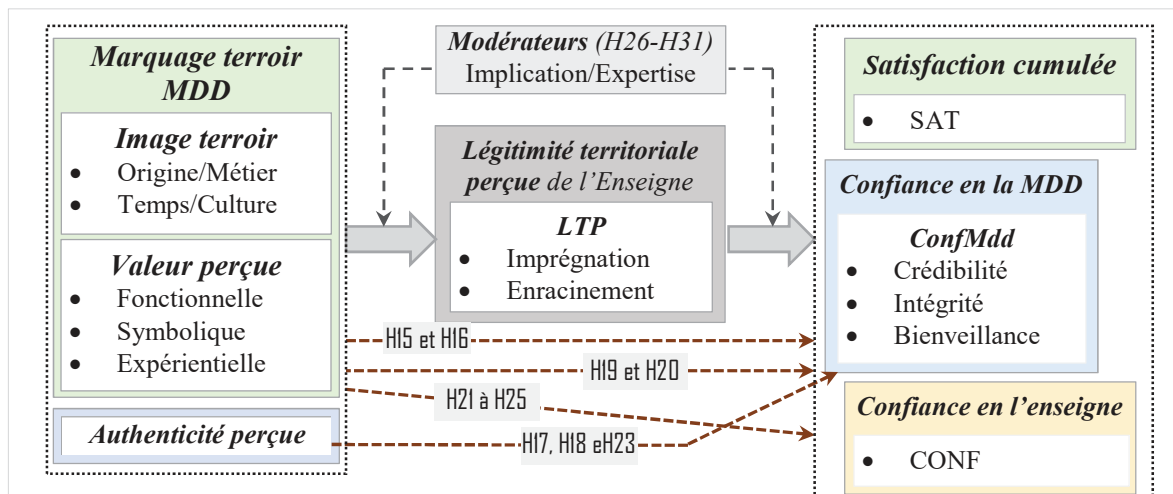 Marquage terroir
MDD
Image terroir
• Origine/Métier
• Temps/Culture
Valeur perçue
• Fonctionnelle
• Symbolique
• Expérientielle
Authenticité perçue
Modérateurs (H26-H31)
Implication/Expertise
Légitimité territoriale
perçue de l’Enseigne
LTP
• Imprégnation
• Enracinement
H15 et H16
H19 et H20
H21 à H25
H17, H18 eH23
Satisfaction cumulée
• SAT
Confiance en la MDD
ConfMdd
• Crédibilité
• Intégrité
• Bienveillance
Confiance en l’enseigne
• CONF